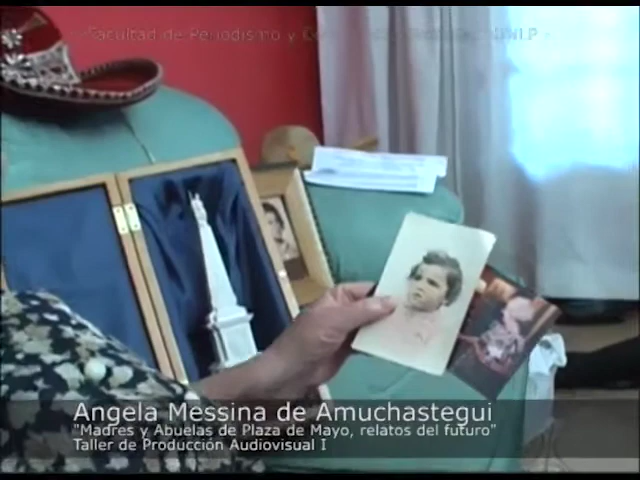 Facultad de Periodismo y
UNLP -
Angela Messina de Amuchastegui
"Madres y Abuelas de Plaza de Mayo, relatos del futuro"
Taller de Producción Audiovisual I